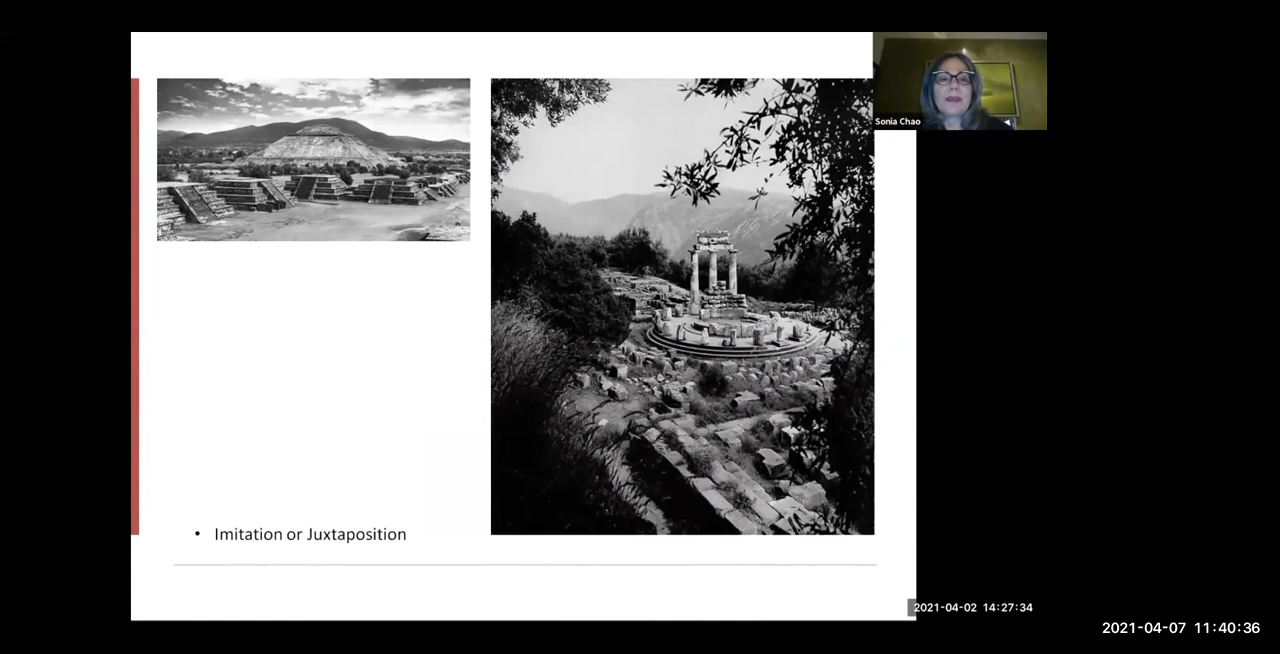 Sonia Chao
• Imitation or Juxtaposition
2021-04-02 14:27:34
2021-04-07 11:40:36